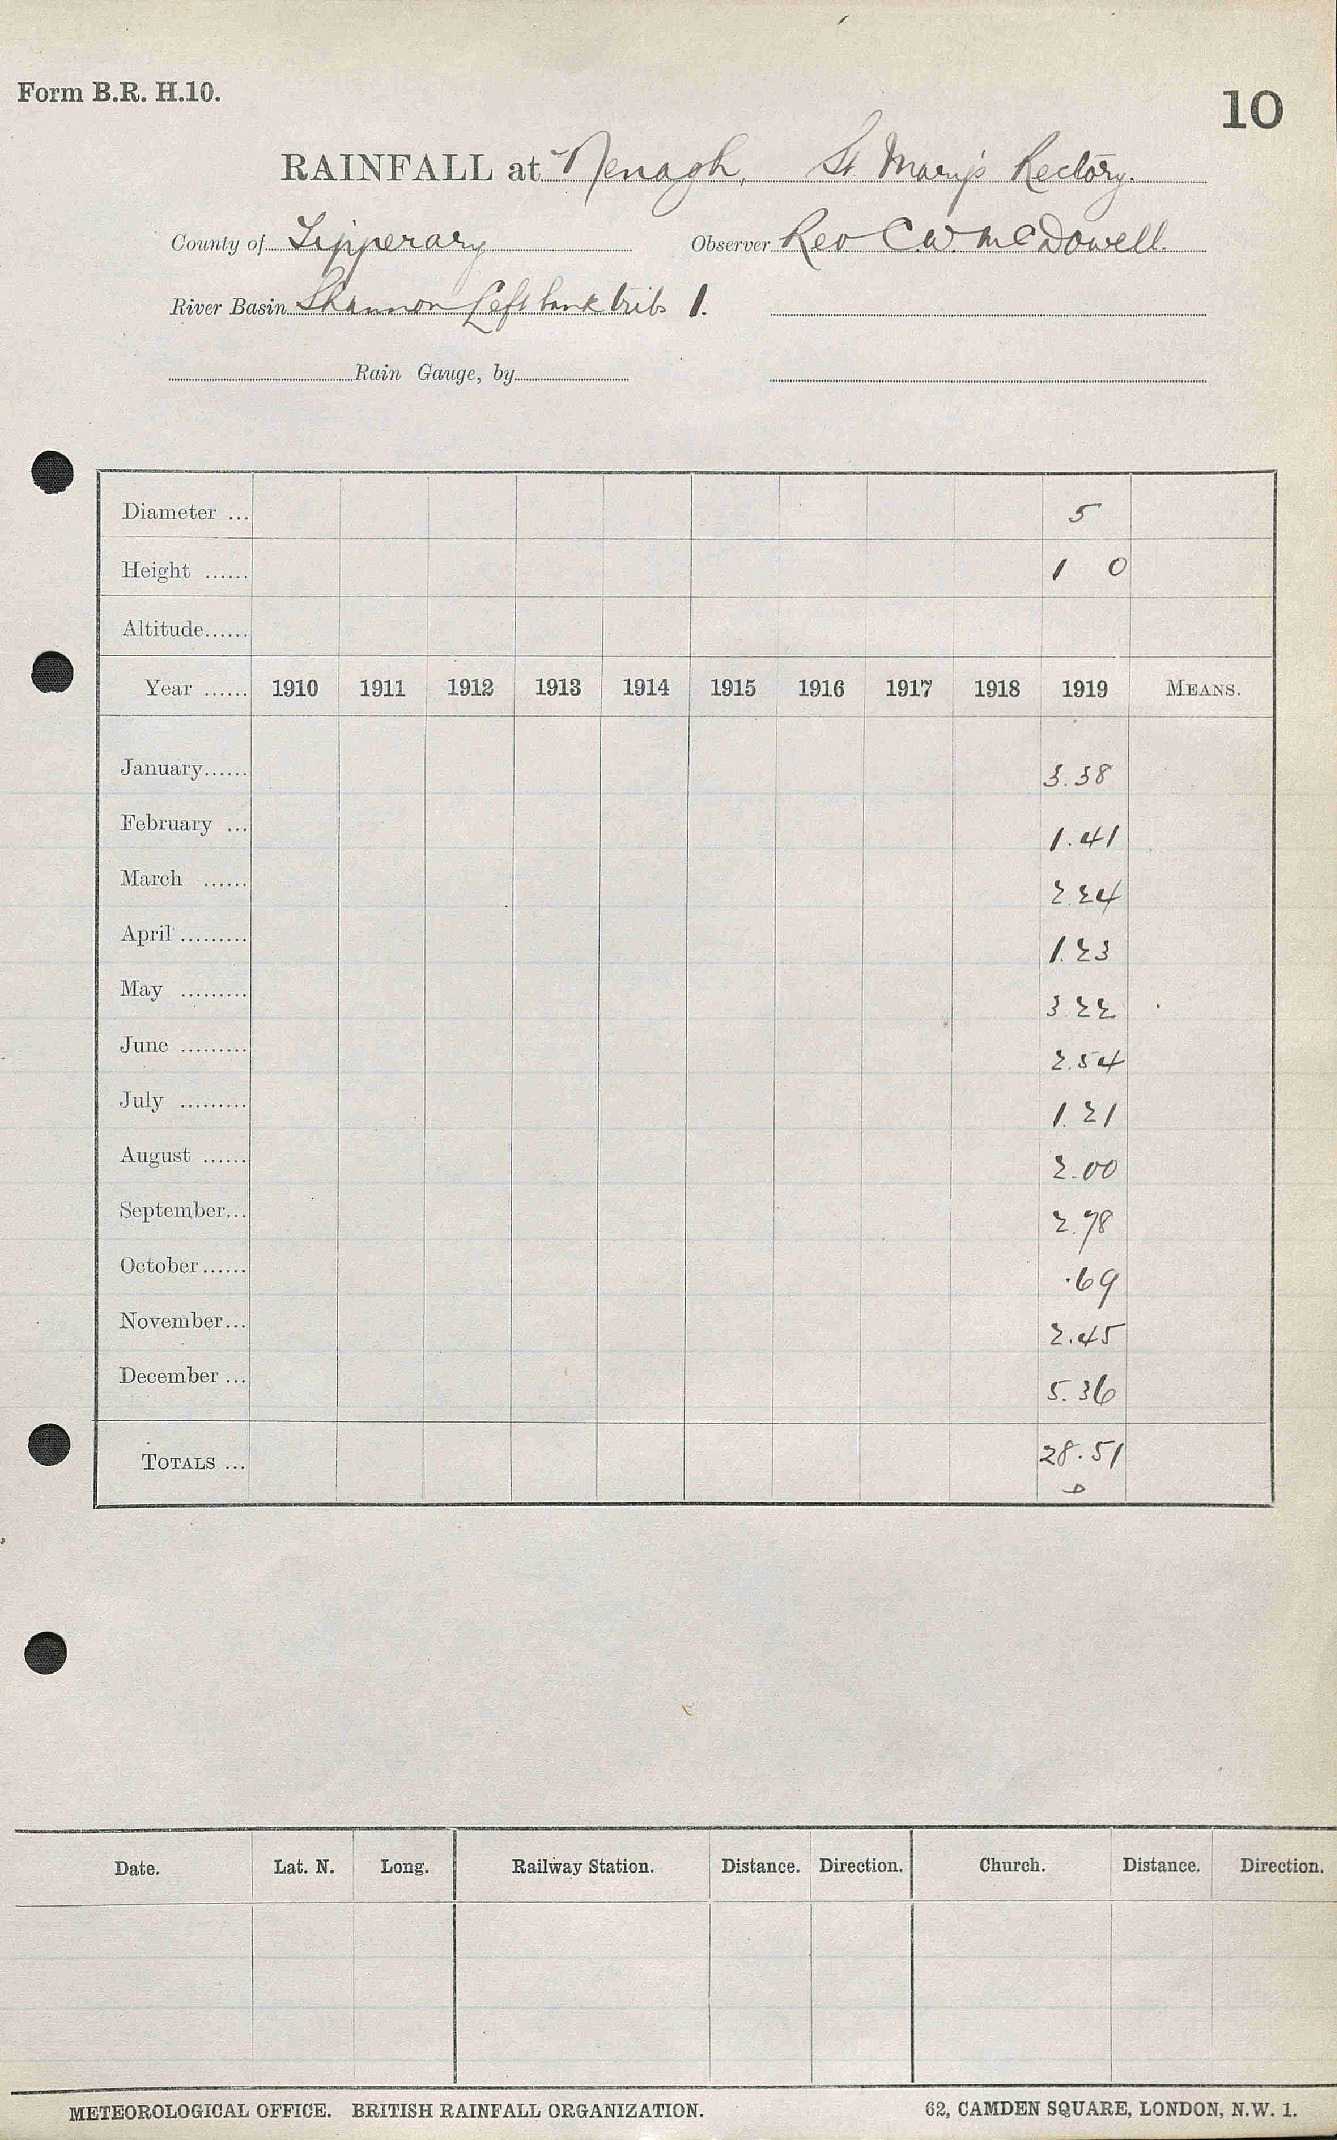 Form B.R. H.10.
10
RAINFALL at Nenagh, St. Mary's Rectory.
County of Tipperary Observer Rev C.W. McDowell.
River Basin Shannon Left bank tribs 1.
Rain Gauge, by
Diameter ... 5
Height ...... 1 0
Altitude......
Year ...... 1910 1911 1912 1913 1914 1915 1916 1917 1918 1919 MEANS.
January...... 3.38
February ... 1.41
March ...... 2.24
April ......... 1.23
May ......... 3.22
June ......... 2.54
July ......... 1.21
August ...... 2.00
September... 2.78
October...... .69
November... 2.45
December ... 5.36
TOTALS ... 28.51
Date. Lat. N. Long. Railway Station. Distance. Direction. Church. Distance. Direction.
METEOROLOGICAL OFFICE. BRITISH RAINFALL ORGANIZATION. 62, CAMDEN SQUARE, LONDON, N.W. 1.